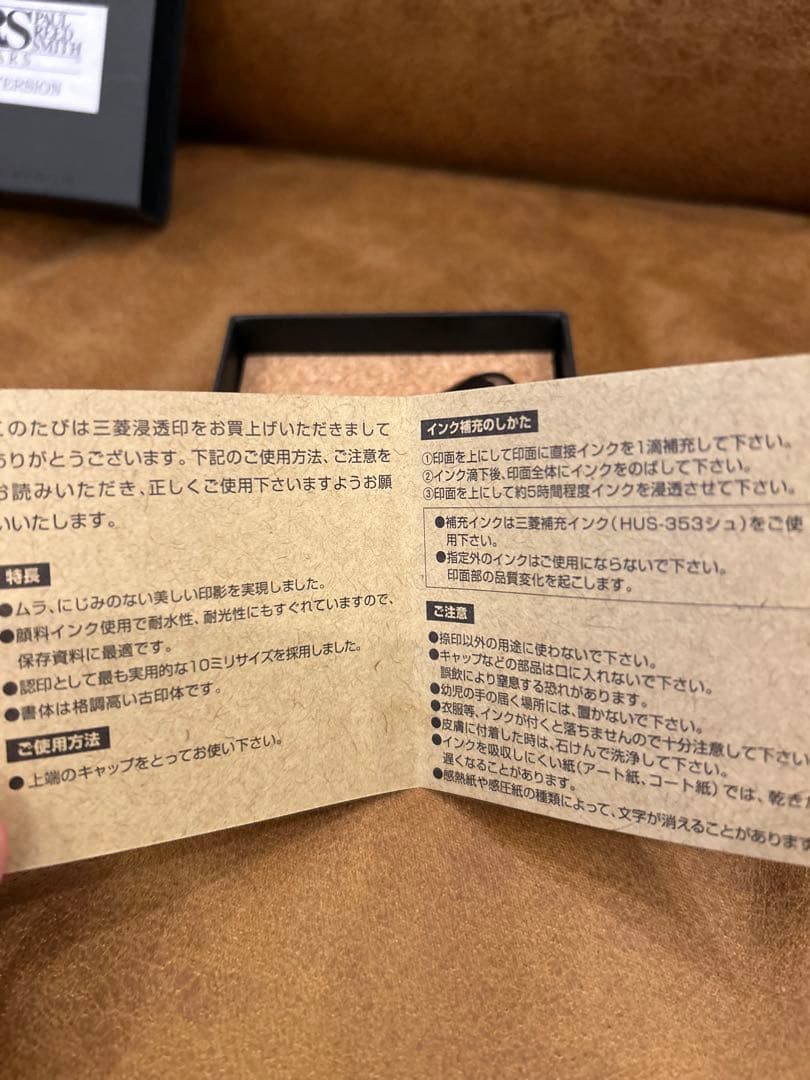 RS PAUL
REED
SMITH
VERSION
このたびは三菱浸透印をお買上げいただきまして
ありがとうございます。下記のご使用方法、ご注意を
お読みいただき、正しくご使用下さいますようお願
いいたします。
特長
●ムラ、にじみのない美しい印影を実現しました。
●顔料インク使用で耐水性、耐光性にもすぐれていますので、
保存資料に最適です。
●認印として最も実用的な10ミリサイズを採用しました。
●書体は格調高い古印体です。
ご使用方法
●上端のキャップをとってお使い下さい。
インク補充のしかた
①印面を上にして印面に直接インクを1滴補充して下さい。
②インク滴下後、印面全体にインクをのばして下さい。
③印面を上にして約5時間程度インクを浸透させて下さい。
●補充インクは三菱補充インク(HUS-353シュ)をご使
用下さい。
●指定外のインクはご使用にならないで下さい。
印面部の品質変化を起こします。
ご注意
●捺印以外の用途に使わないで下さい。
●キャップなどの部品は口に入れないで下さい。
誤飲により窒息する恐れがあります。
●幼児の手の届く場所には、置かないで下さい。
●衣服等、インクが付くと落ちませんので十分注意して下さい
●皮膚に付着した時は、石けんで洗浄して下さい。
●インクを吸収しにくい紙(アート紙、コート紙)では、乾きが
遅くなることがあります。
●感熱紙や感圧紙の種類によって、文字が消えることがあります